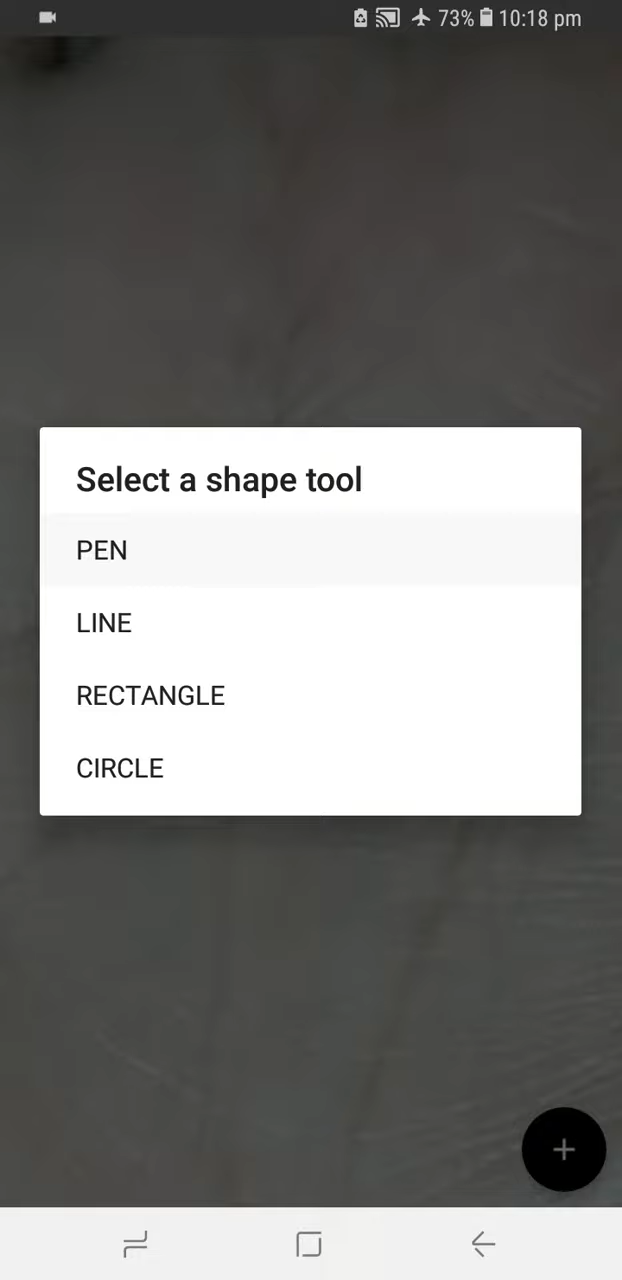 73% 10:18 pm
Select a shape tool
PEN
LINE
RECTANGLE
CIRCLE